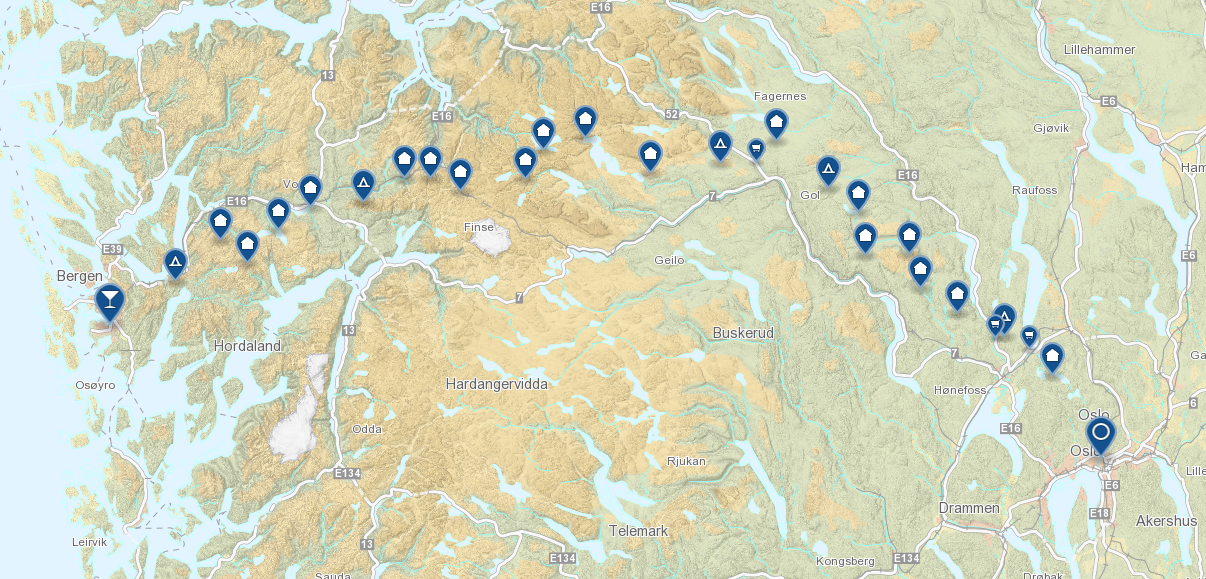 E16
Lillehammer
13
Fagernes
E6
E16
52
Gjøvik
Ham
E16
Raufoss
Vo
7
Gol
E16
Finse
E39
Geilo
E6
Bergen
7
13
Buskerud
Hordaland
7
Ga
Osøyro
Hardangervidda
Hønefoss
6
Oslo
Odda
E16
Oslo
Rjukan
E134
Lille
E6
Drammen
E18
Akershus
Telemark
Leirvik
13
E134
Kongsberg
E134
Sauda
Drøbak